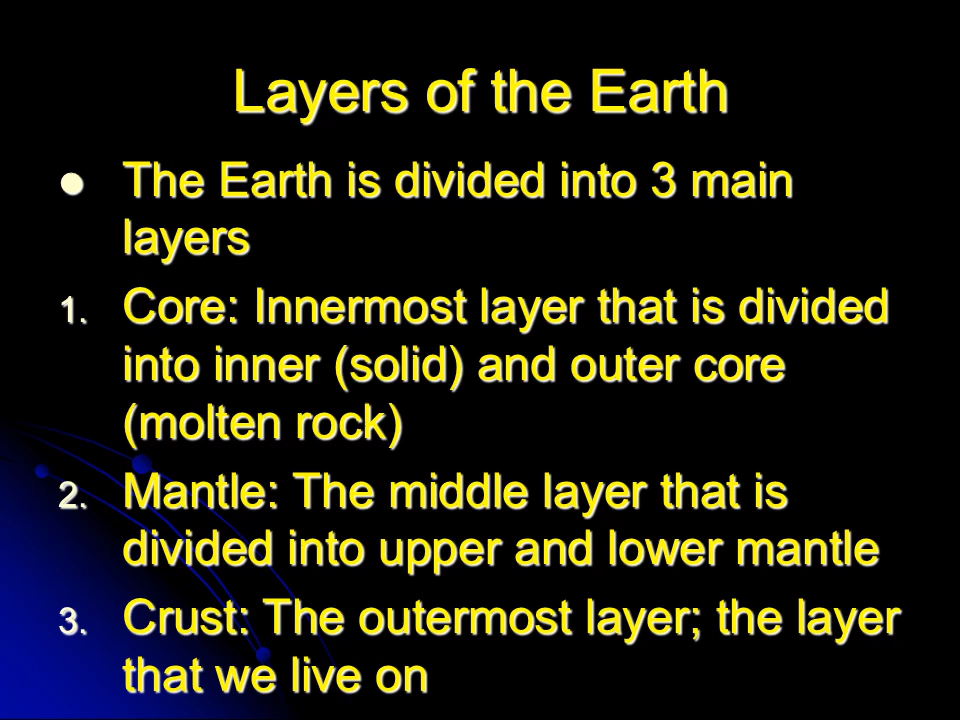 Layers of the Earth
● The Earth is divided into 3 main
layers
1. Core: Innermost layer that is divided
into inner (solid) and outer core
(molten rock)
2. Mantle: The middle layer that is
divided into upper and lower mantle
3. Crust: The outermost layer; the layer
that we live on